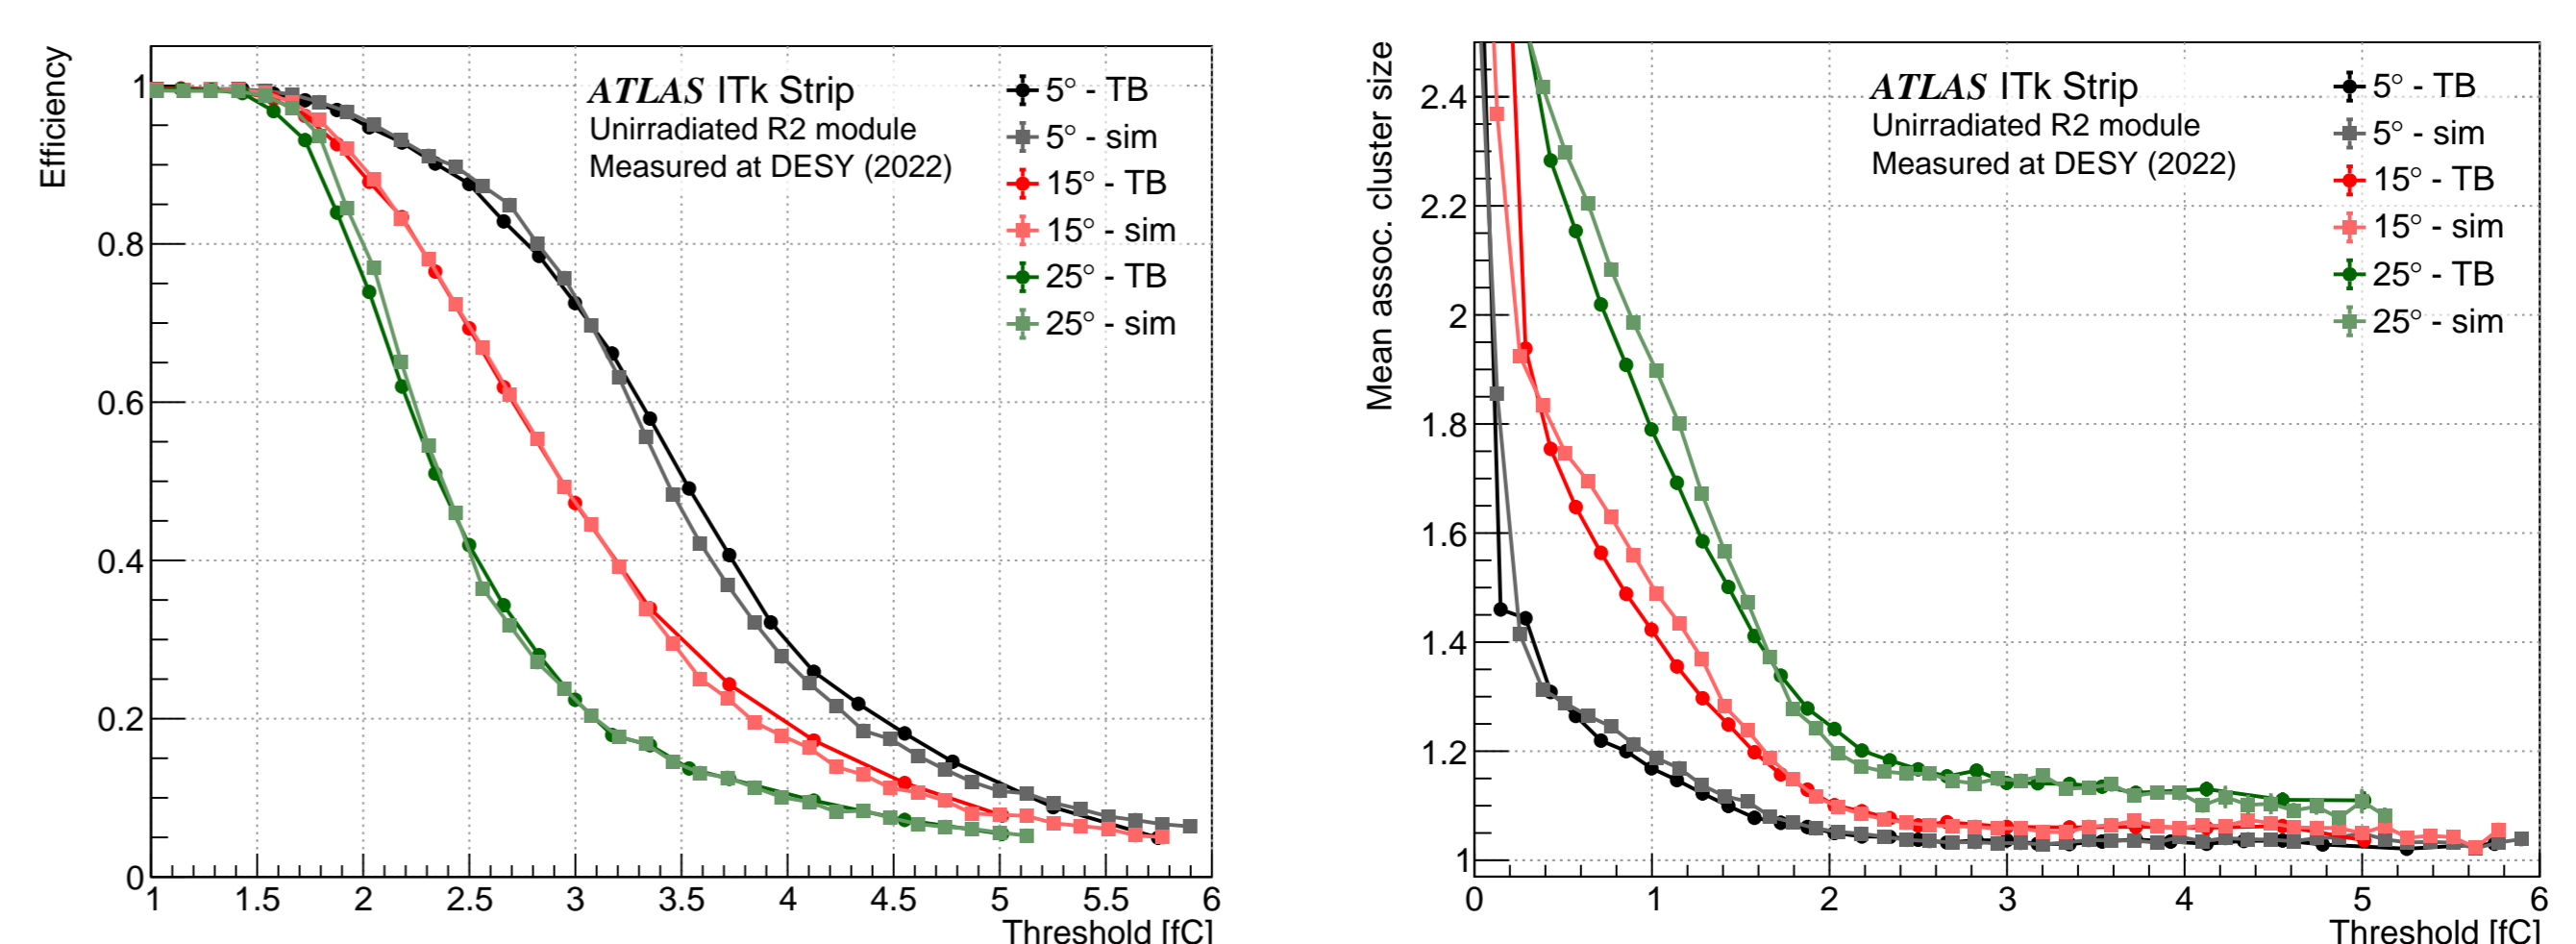 Efficiency
1
0.8
0.6
0.4
0.2
0
1 1.5 2 2.5 3 3.5 4 4.5 5 5.5 6
Threshold [fC]
ATLAS ITk Strip
Unirradiated R2 module
Measured at DESY (2022)
5° - TB
5° - sim
15° - TB
15° - sim
25° - TB
25° - sim
Mean assoc. cluster size
2.4
2.2
2
1.8
1.6
1.4
1.2
1
0 1 2 3 4 5 6
Threshold [fC]
ATLAS ITk Strip
Unirradiated R2 module
Measured at DESY (2022)
5° - TB
5° - sim
15° - TB
15° - sim
25° - TB
25° - sim